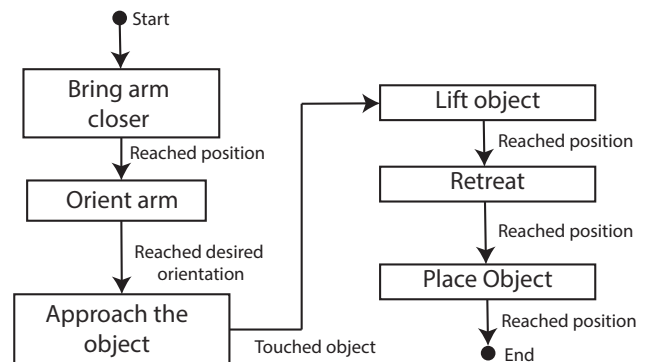 Start
Bring arm
closer
Reached position
Orient arm
Reached desired
orientation
Approach the
object
Touched object
Lift object
Reached position
Retreat
Reached position
Place Object
Reached position
End